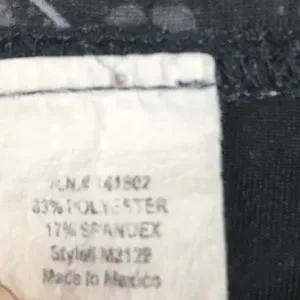 R.N.# 141802
83% POLYESTER
17% SPANDEX
Style# M2129
Made In Mexico